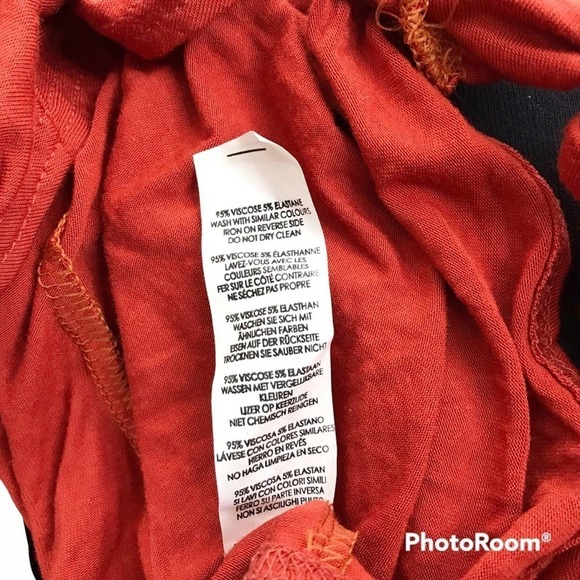 95% VISCOSE 5% ELASTANE
WASH WITH SIMILAR COLOURS
IRON ON REVERSE SIDE
DO NOT DRY CLEAN
95% VISCOSE 5% ELASTHANNE
LAVEZ-VOUS AVEC LES
COULEURS SEMBLABLES
FER SUR LE CÔTÉ CONTRAIRE
NE SÉCHEZ PAS PROPRE
95% VISKOSE 5% ELASTHAN
WASCHEN SIE SICH MIT
ÄHNLICHEN FARBEN
EISEN AUF DER RÜCKSEITE
TROCKNEN SIE SAUBER NICHT
95% VISCOSE 5% ELASTAAN
WASSEN MET VERGELIJKBARE
KLEUREN
IJZER OP KEERZIJDE
NIET CHEMISCH REINIGEN
95% VISCOSA 5% ELASTANO
LÁVESE CON COLORES SIMILARES
HIERRO EN REVÉS
NO HAGA LIMPIEZA EN SECO
95% VISCOSA 5% ELASTAN
SI LAVI CON COLORI SIMILI
FERRO SU PARTE INVERSA
NON SI ASCIUGHI PULITO
PhotoRoom®